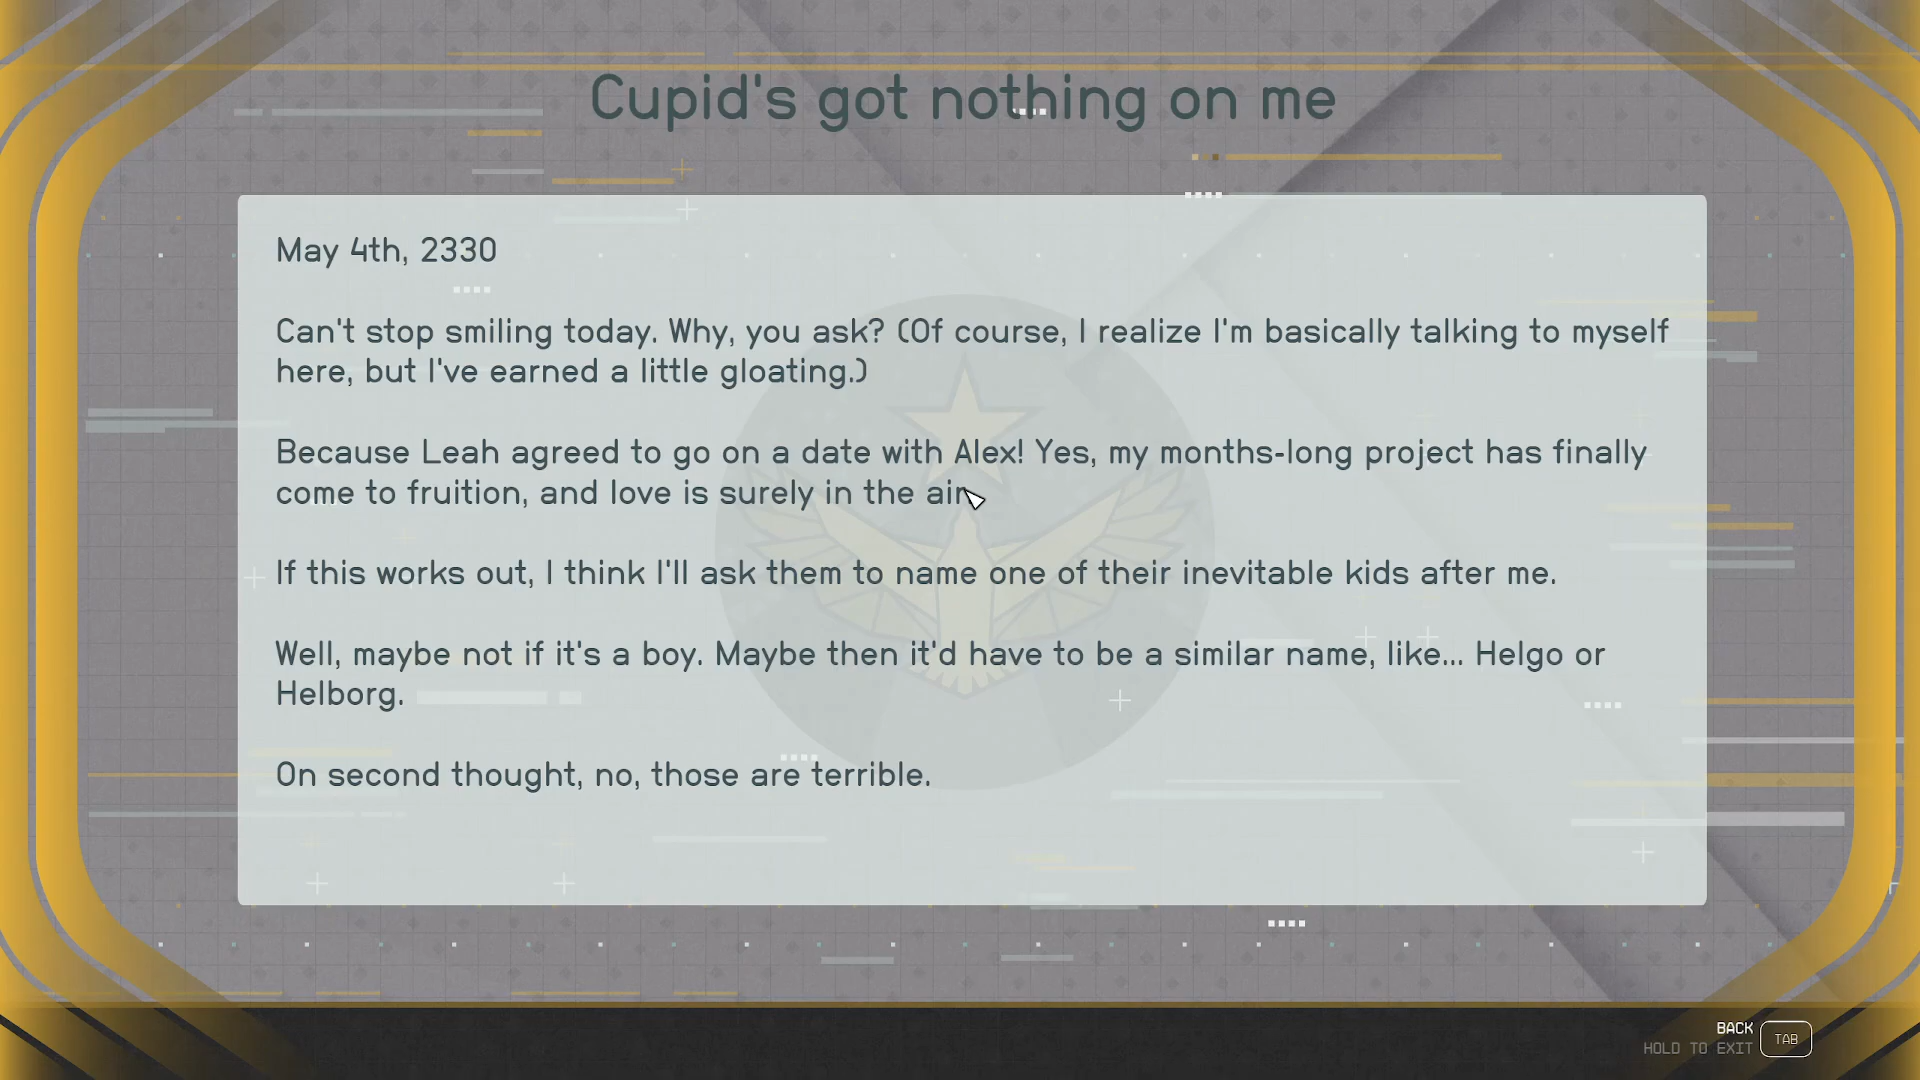 Cupid's got nothing on me
May 4th, 2330
Can't stop smiling today. Why, you ask? (Of course, I realize I'm basically talking to myself
here, but I've earned a little gloating.)
Because Leah agreed to go on a date with Alex! Yes, my months-long project has finally
come to fruition, and love is surely in the air.
If this works out, I think I'll ask them to name one of their inevitable kids after me.
Well, maybe not if it's a boy. Maybe then it'd have to be a similar name, like... Helgo or
Helborg.
On second thought, no, those are terrible.
BACK
HOLD TO EXIT
TAB